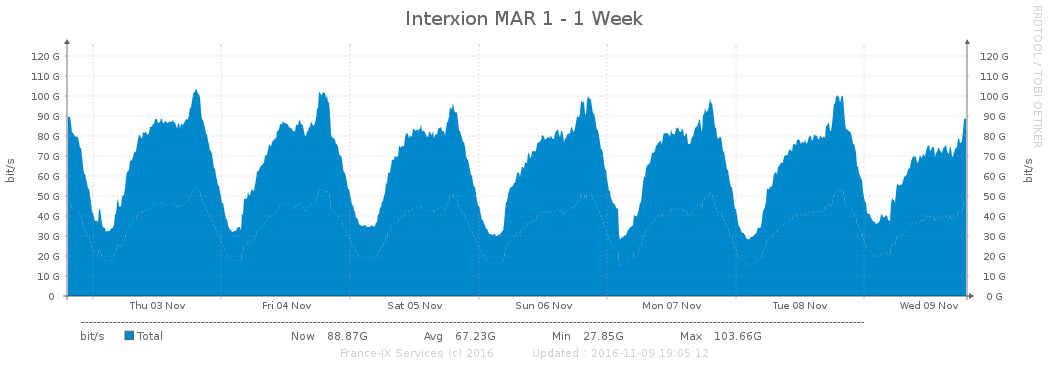 Interxion MAR 1 - 1 Week
RRDTOOL / TOBI OETIKER
bit/s
120 G
110 G
100 G
90 G
80 G
70 G
60 G
50 G
40 G
30 G
20 G
10 G
0
120 G
110 G
100 G
90 G
80 G
70 G
60 G
50 G
40 G
30 G
20 G
10 G
0 G
bit/s
Thu 03 Nov Fri 04 Nov Sat 05 Nov Sun 06 Nov Mon 07 Nov Tue 08 Nov Wed 09 Nov
bit/s Total Now 88.87G Avg 67.23G Min 27.85G Max 103.66G
France-IX Services (c) 2016 Updated : 2016-11-09 19:05:12